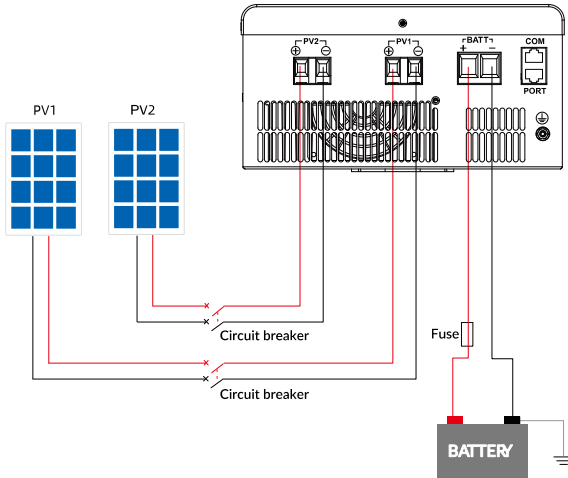 PV2
PV1
BATT
COM
+
−
+
−
+
−
PORT
PV1
PV2
Circuit breaker
Fuse
Circuit breaker
BATTERY